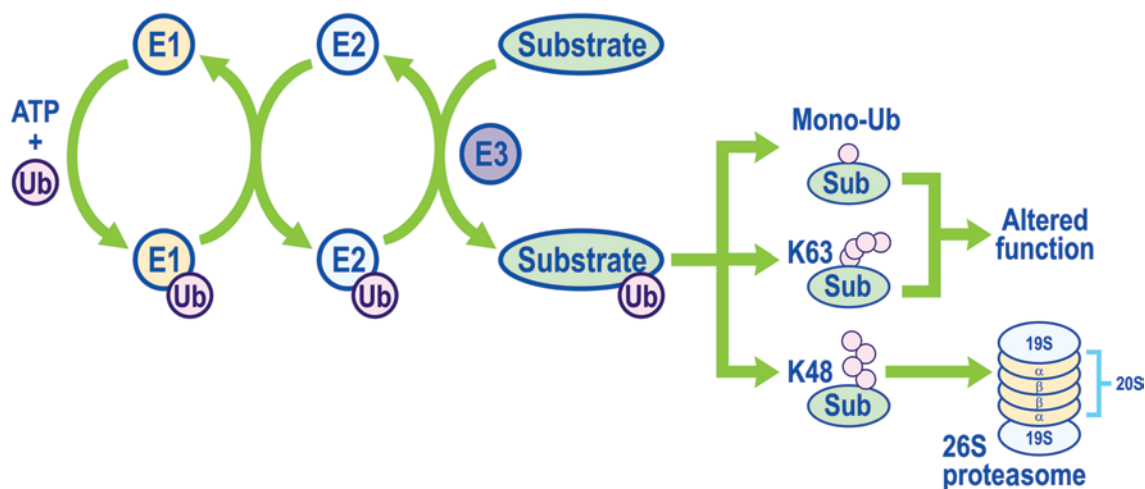 E1
E2
Substrate
ATP
+
Ub
E3
E1
Ub
E2
Ub
Substrate
Ub
Mono-Ub
Sub
K63
Sub
Altered
function
K48
Sub
19S
α
β
β
α
19S
20S
26S
proteasome